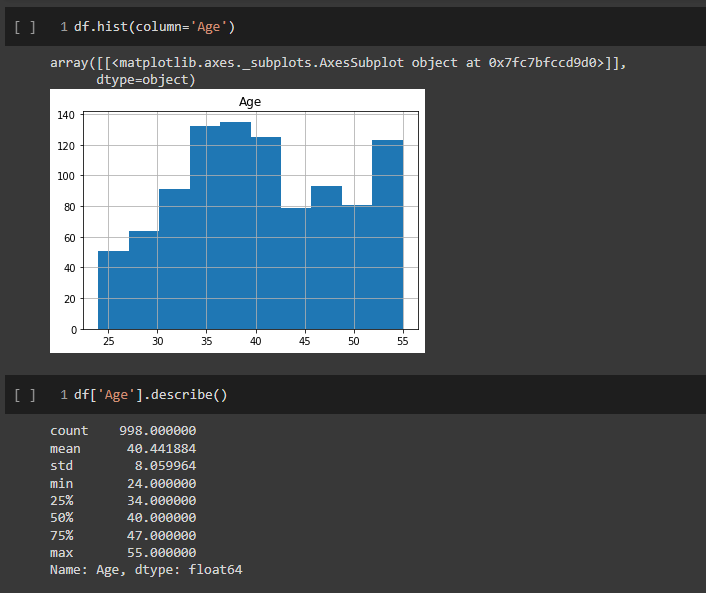 [ ] 1 df.hist(column='Age')
array([[<matplotlib.axes._subplots.AxesSubplot object at 0x7fc7bfccd9d0>]],
      dtype=object)
Age
140
120
100
80
60
40
20
0
25 30 35 40 45 50 55
[ ] 1 df['Age'].describe()
count    998.000000
mean      40.441884
std        8.059964
min       24.000000
25%       34.000000
50%       40.000000
75%       47.000000
max       55.000000
Name: Age, dtype: float64